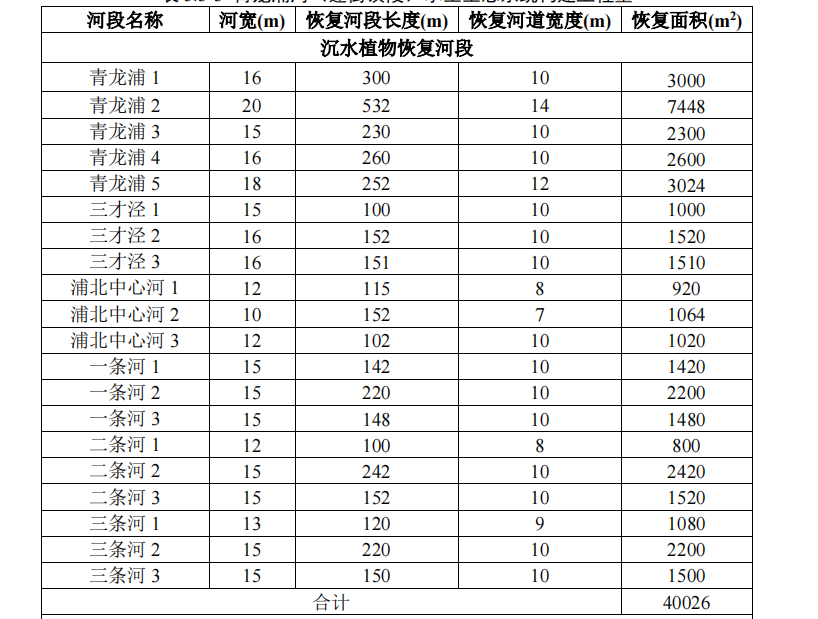 河段名称 河宽(m) 恢复河段长度(m) 恢复河道宽度(m) 恢复面积(m²)
沉水植物恢复河段
青龙浦 1 16 300 10 3000
青龙浦 2 20 532 14 7448
青龙浦 3 15 230 10 2300
青龙浦 4 16 260 10 2600
青龙浦 5 18 252 12 3024
三才泾 1 15 100 10 1000
三才泾 2 16 152 10 1520
三才泾 3 16 151 10 1510
浦北中心河 1 12 115 8 920
浦北中心河 2 10 152 7 1064
浦北中心河 3 12 102 10 1020
一条河 1 15 142 10 1420
一条河 2 15 220 10 2200
一条河 3 15 148 10 1480
二条河 1 12 100 8 800
二条河 2 15 242 10 2420
二条河 3 15 152 10 1520
三条河 1 13 120 9 1080
三条河 2 15 220 10 2200
三条河 3 15 150 10 1500
合计 40026